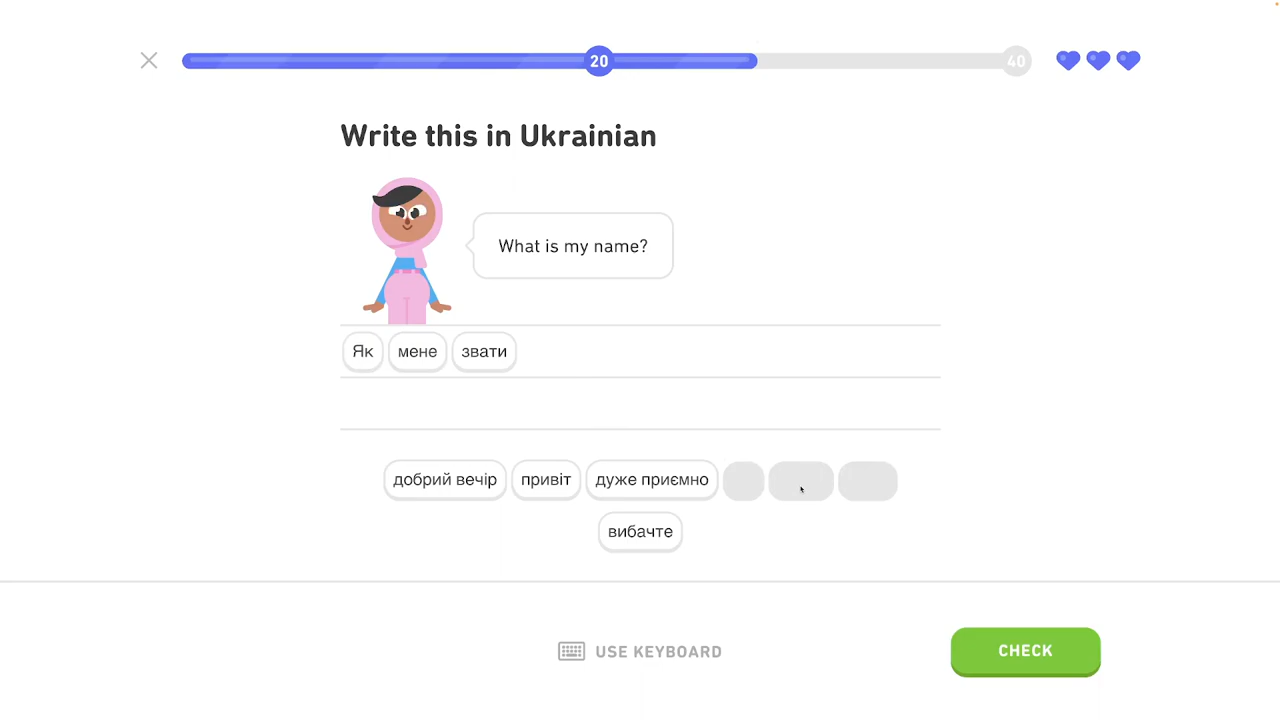 20
40
Write this in Ukrainian
What is my name?
Як мене звати
добрий вечір привіт дуже приємно
вибачте
USE KEYBOARD
CHECK